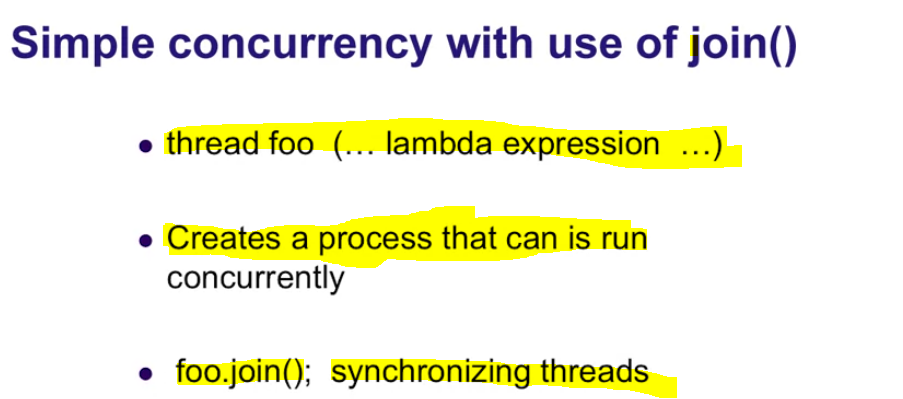 Simple concurrency with use of join()
• thread foo (... lambda expression ...)
• Creates a process that can is run
concurrently
• foo.join(); synchronizing threads